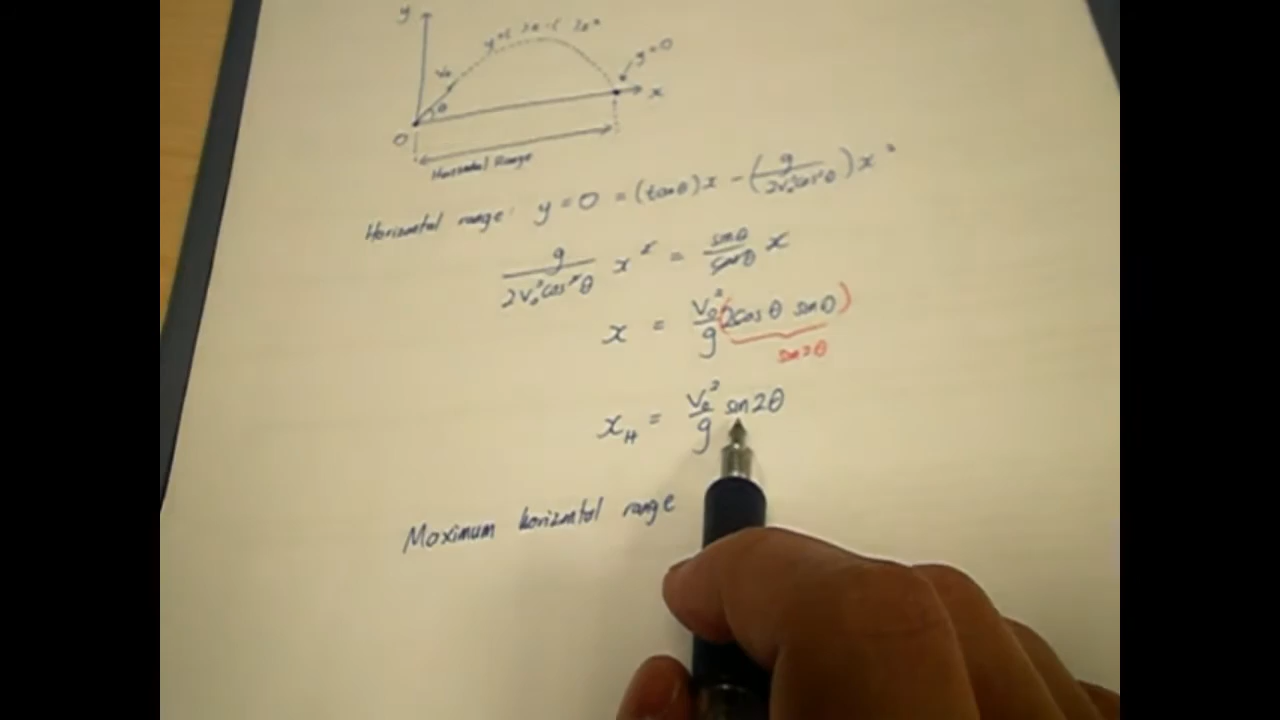 y
V₀
θ
y=0
x
O
Horizontal Range
Horizontal range: y = 0 = (tanθ)x − (g/2v₀²cos²θ)x²
g/2v₀²cos²θ x² = sinθ/cosθ x
x = V₀²/g (2cosθ sinθ)
sin2θ
x_H = V₀²/g sin2θ
Maximum horizontal range